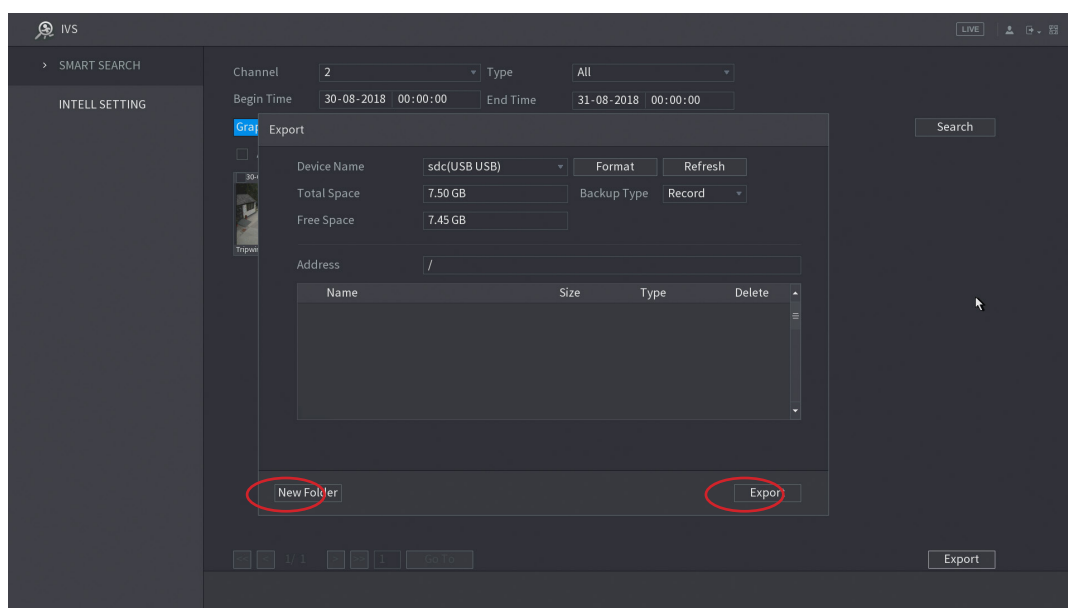 IVS
LIVE
SMART SEARCH
INTELL SETTING
Channel 2 Type All
Begin Time 30-08-2018 00:00:00 End Time 31-08-2018 00:00:00
Search
Export
Device Name sdc(USB USB) Format Refresh
Total Space 7.50 GB Backup Type Record
Free Space 7.45 GB
Address /
Name Size Type Delete
New Folder Export
<< < 1/ 1 > >> 1 Go To
Export